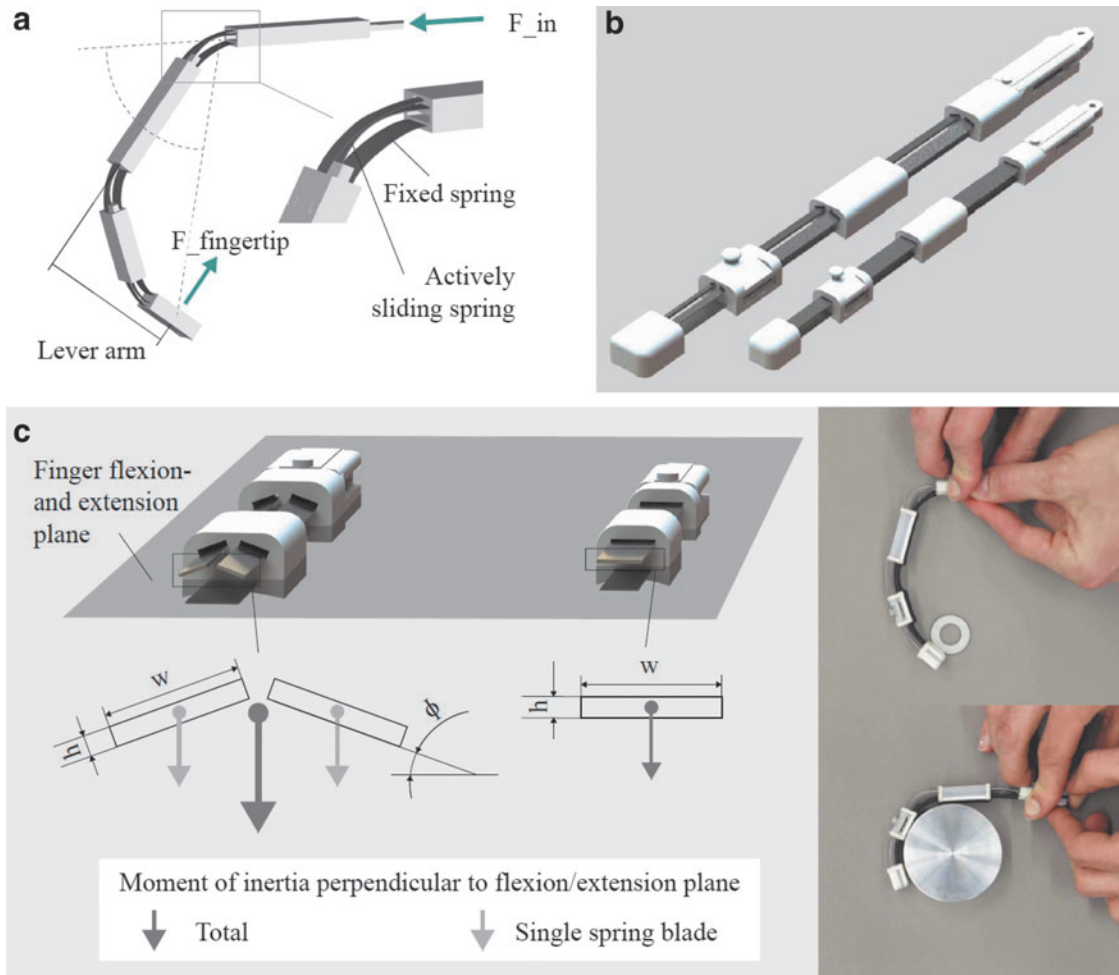 a
F_in
Fixed spring
F_fingertip
Actively
sliding spring
Lever arm
b
c
Finger flexion-
and extension
plane
w
h
ϕ
w
h
Moment of inertia perpendicular to flexion/extension plane
Total
Single spring blade